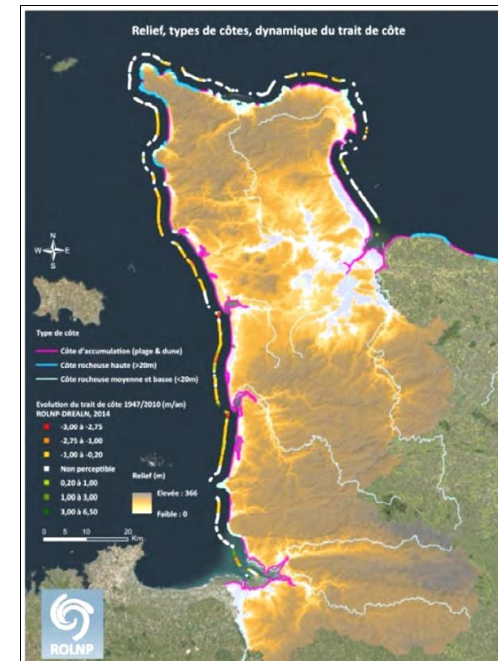 Relief, types de côtes, dynamique du trait de côte
N
W E
S
Type de côte
Côte d'accumulation (plage & dune)
Côte rocheuse haute (>20m)
Côte rocheuse moyenne et basse (<20m)
Evolution du trait de côte 1947/2010 (m/an)
ROLNP-DREALN, 2014
-3,00 à -2,75
-2,75 à -1,00
-1,00 à -0,20
Non perceptible
0,20 à 1,00
1,00 à 3,00
3,00 à 6,50
Relief (m)
Elevée : 366
Faible : 0
0 5 10 20
Km
ROLNP